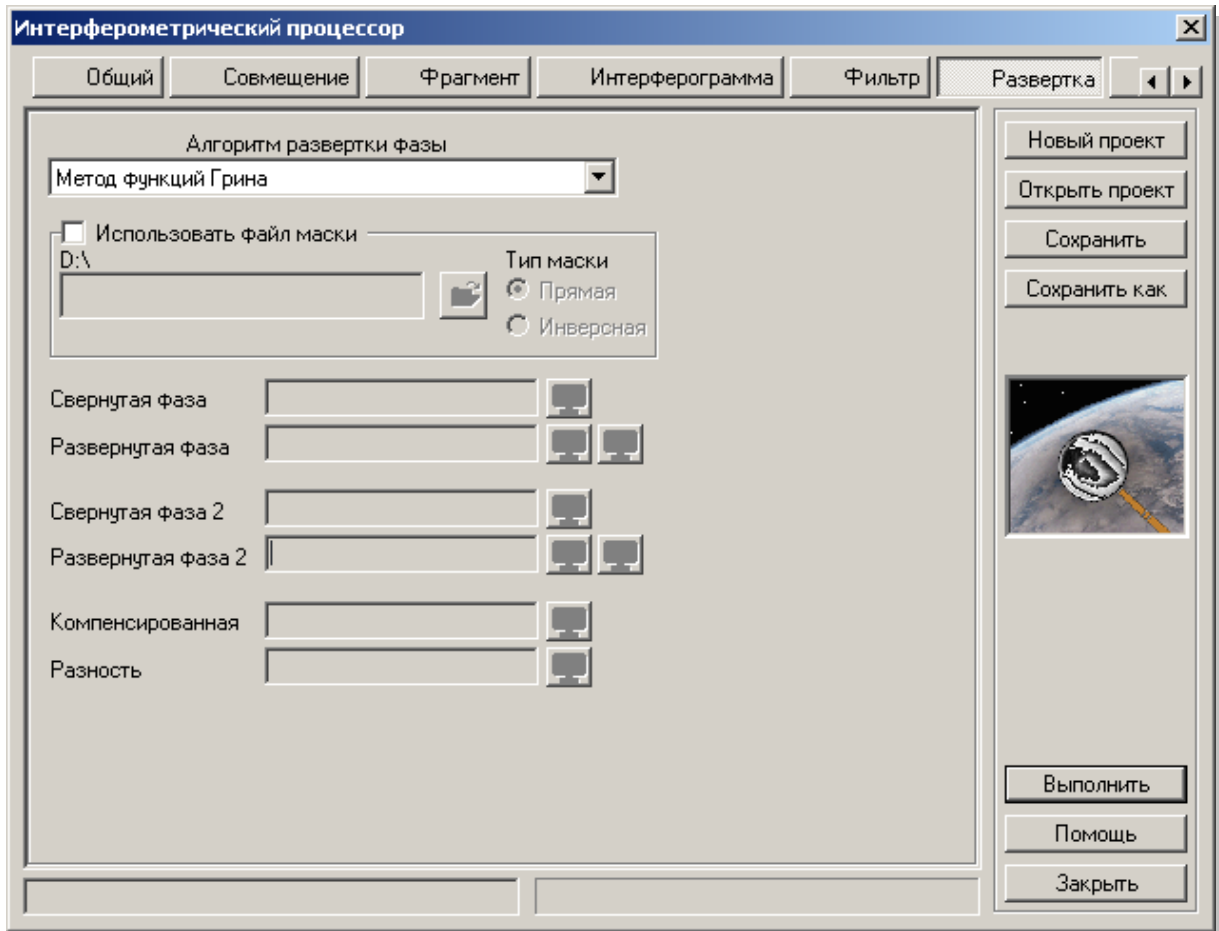 Интерферометрический процессор
Общий Совмещение Фрагмент Интерферограмма Фильтр Развертка
Алгоритм развертки фазы
Метод функций Грина
Использовать файл маски
D:\
Тип маски
Прямая
Инверсная
Свернутая фаза
Развернутая фаза
Свернутая фаза 2
Развернутая фаза 2
Компенсированная
Разность
Новый проект
Открыть проект
Сохранить
Сохранить как
Выполнить
Помощь
Закрыть